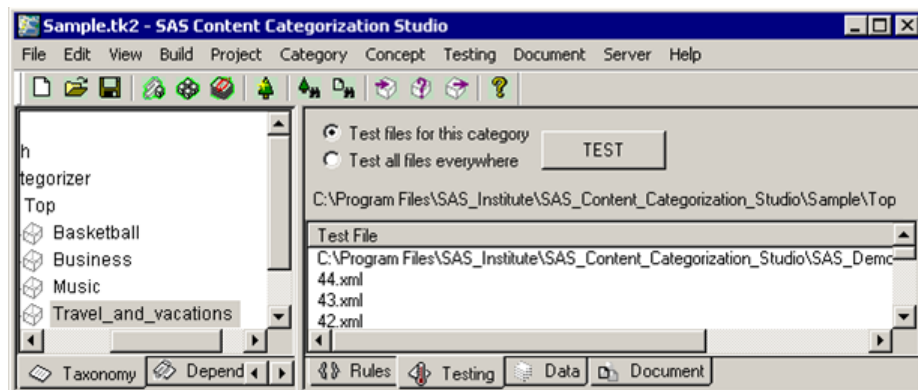 Sample.tk2 - SAS Content Categorization Studio
File Edit View Build Project Category Concept Testing Document Server Help
h
tegorizer
Top
Basketball
Business
Music
Travel_and_vacations
Taxonomy Depend
Test files for this category
Test all files everywhere
TEST
C:\Program Files\SAS_Institute\SAS_Content_Categorization_Studio\Sample\Top
Test File
C:\Program Files\SAS_Institute\SAS_Content_Categorization_Studio\SAS_Demc
44.xml
43.xml
42.xml
Rules Testing Data Document